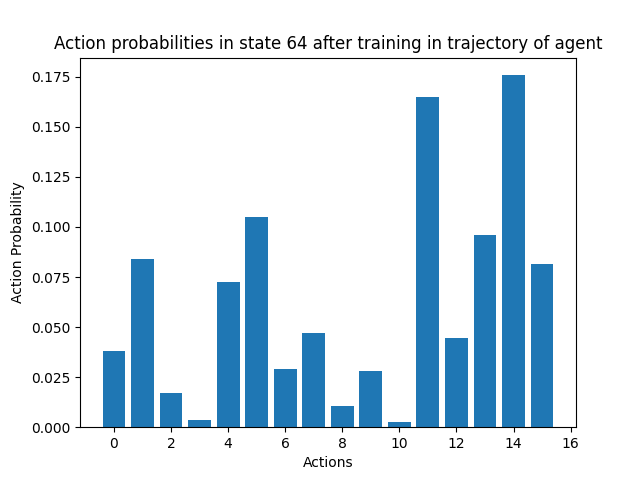 Action probabilities in state 64 after training in trajectory of agent
0.175
0.150
0.125
0.100
0.075
0.050
0.025
0.000
Action Probability
0 2 4 6 8 10 12 14 16
Actions